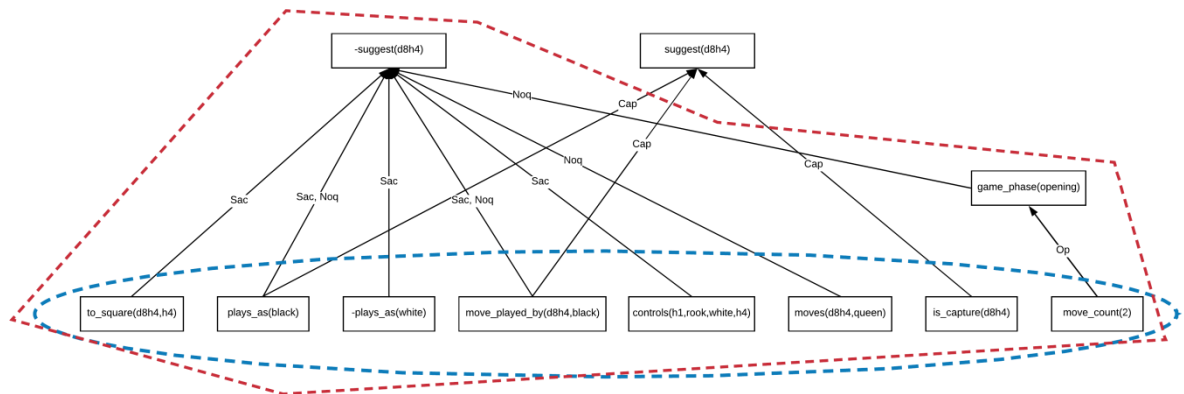 -suggest(d8h4)
suggest(d8h4)
Noq
Cap
Cap
Noq
Cap
Sac
Sac
game_phase(opening)
Sac
Sac, Noq
Sac, Noq
Op
to_square(d8h4,h4)
plays_as(black)
-plays_as(white)
move_played_by(d8h4,black)
controls(h1,rook,white,h4)
moves(d8h4,queen)
is_capture(d8h4)
move_count(2)